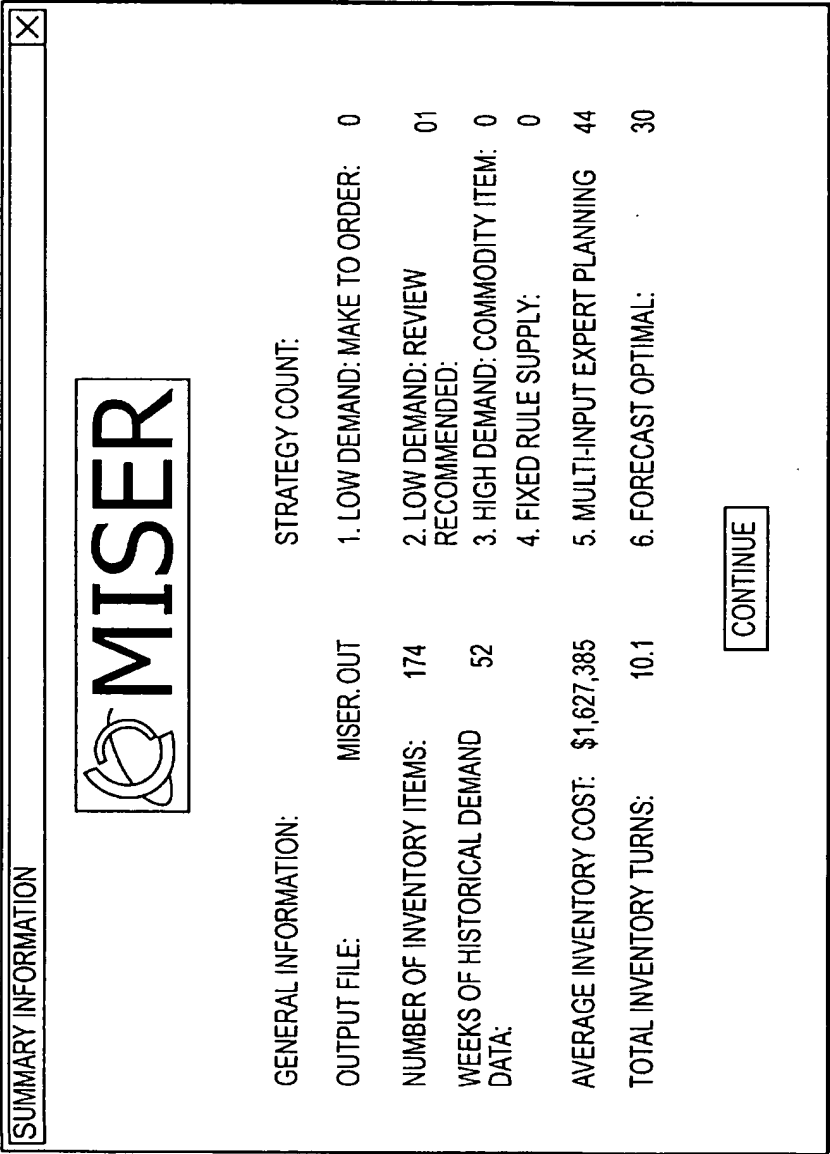 SUMMARY INFORMATION
MISER
GENERAL INFORMATION:
OUTPUT FILE: MISER.OUT
NUMBER OF INVENTORY ITEMS: 174
WEEKS OF HISTORICAL DEMAND 52
DATA:
AVERAGE INVENTORY COST: $1,627,385
TOTAL INVENTORY TURNS: 10.1
STRATEGY COUNT:
1. LOW DEMAND: MAKE TO ORDER: 0
2. LOW DEMAND: REVIEW 01
RECOMMENDED:
3. HIGH DEMAND: COMMODITY ITEM: 0
4. FIXED RULE SUPPLY: 0
5. MULTI-INPUT EXPERT PLANNING 44
6. FORECAST OPTIMAL: 30
CONTINUE